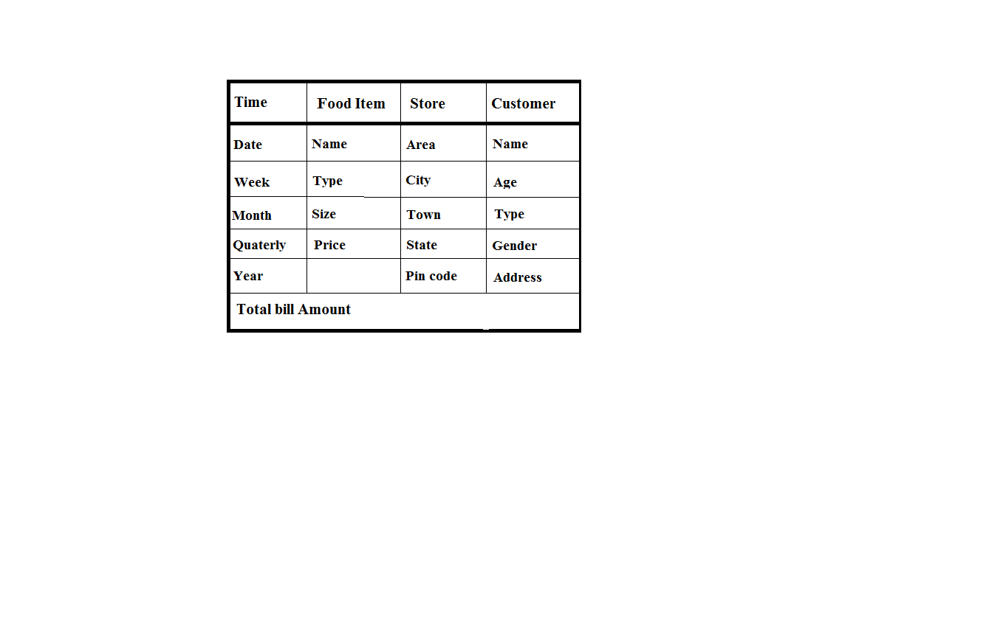 Time Food Item Store Customer
Date Name Area Name
Week Type City Age
Month Size Town Type
Quaterly Price State Gender
Year Pin code Address
Total bill Amount